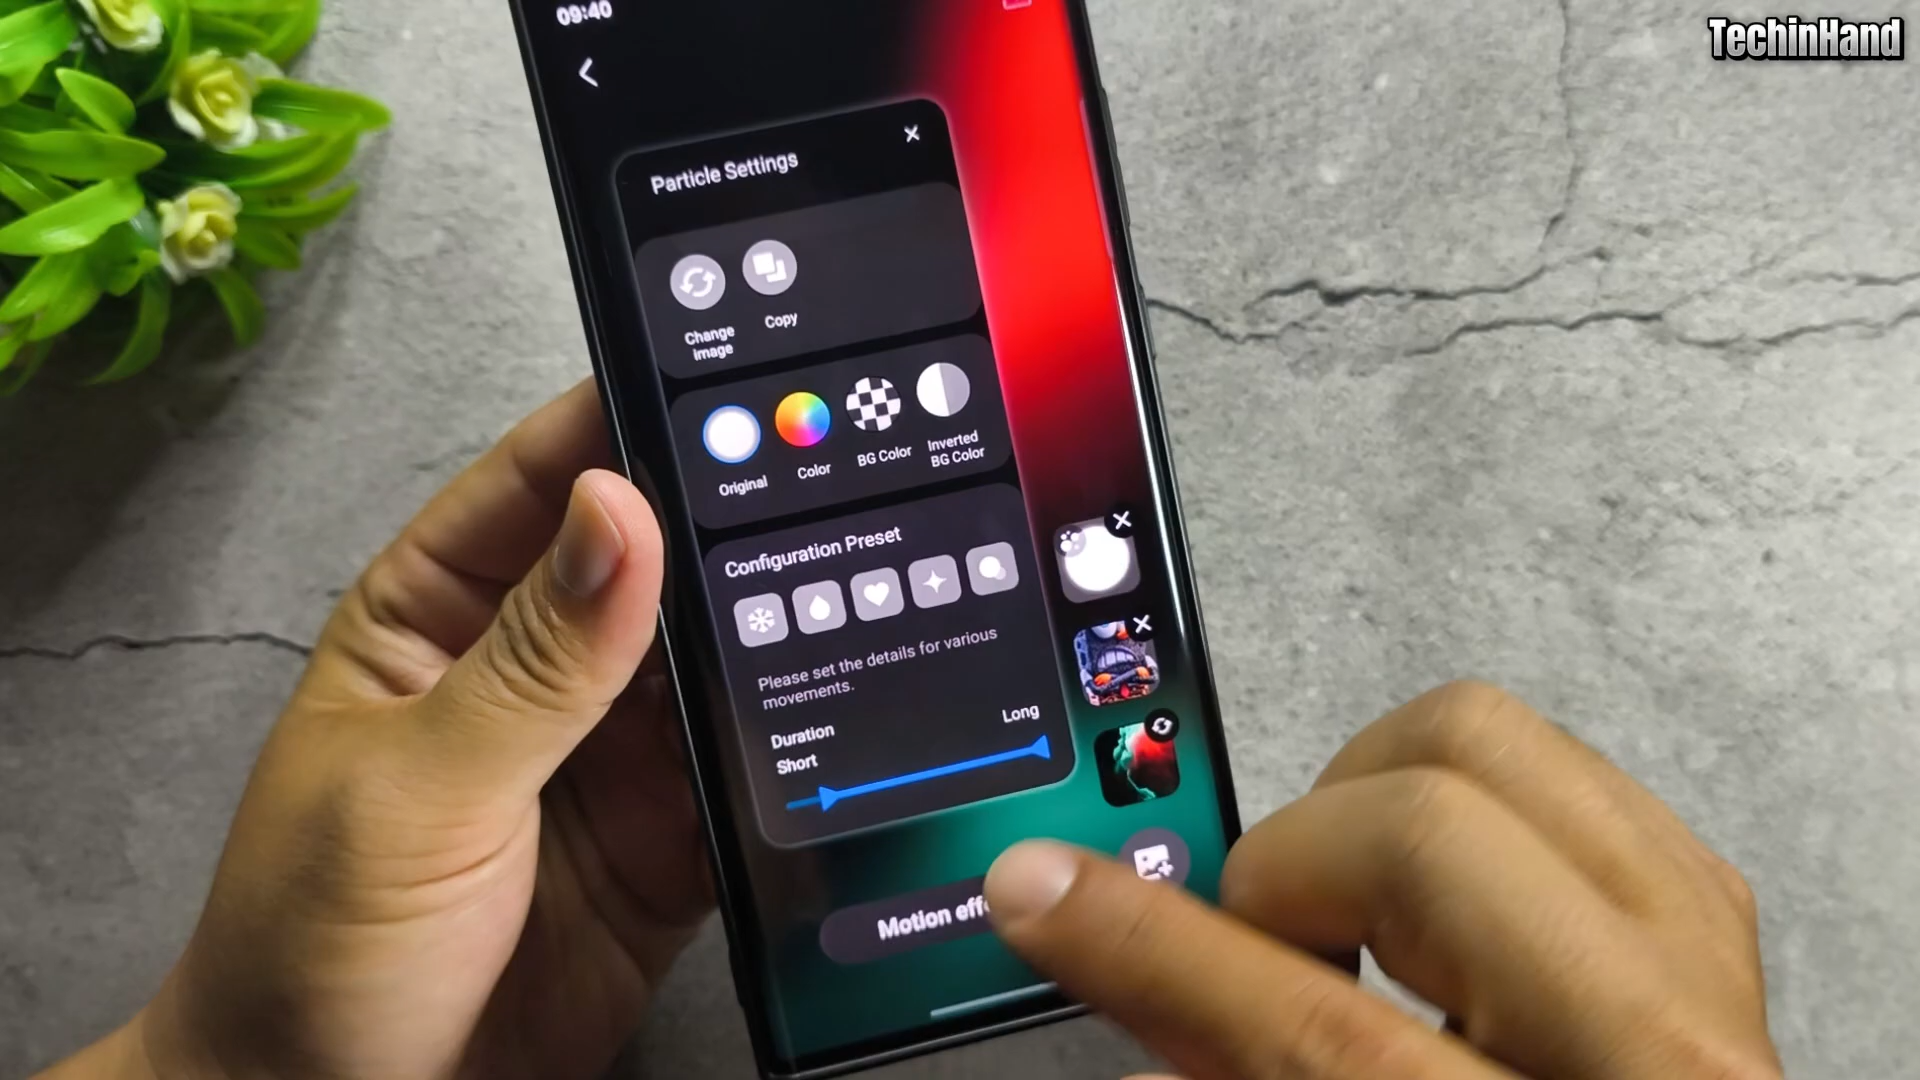 TechinHand
09:40
Particle Settings
Change
image
Copy
Original
Color
BG Color
Inverted
BG Color
Configuration Preset
Please set the details for various
movements.
Duration
Short
Long
Motion